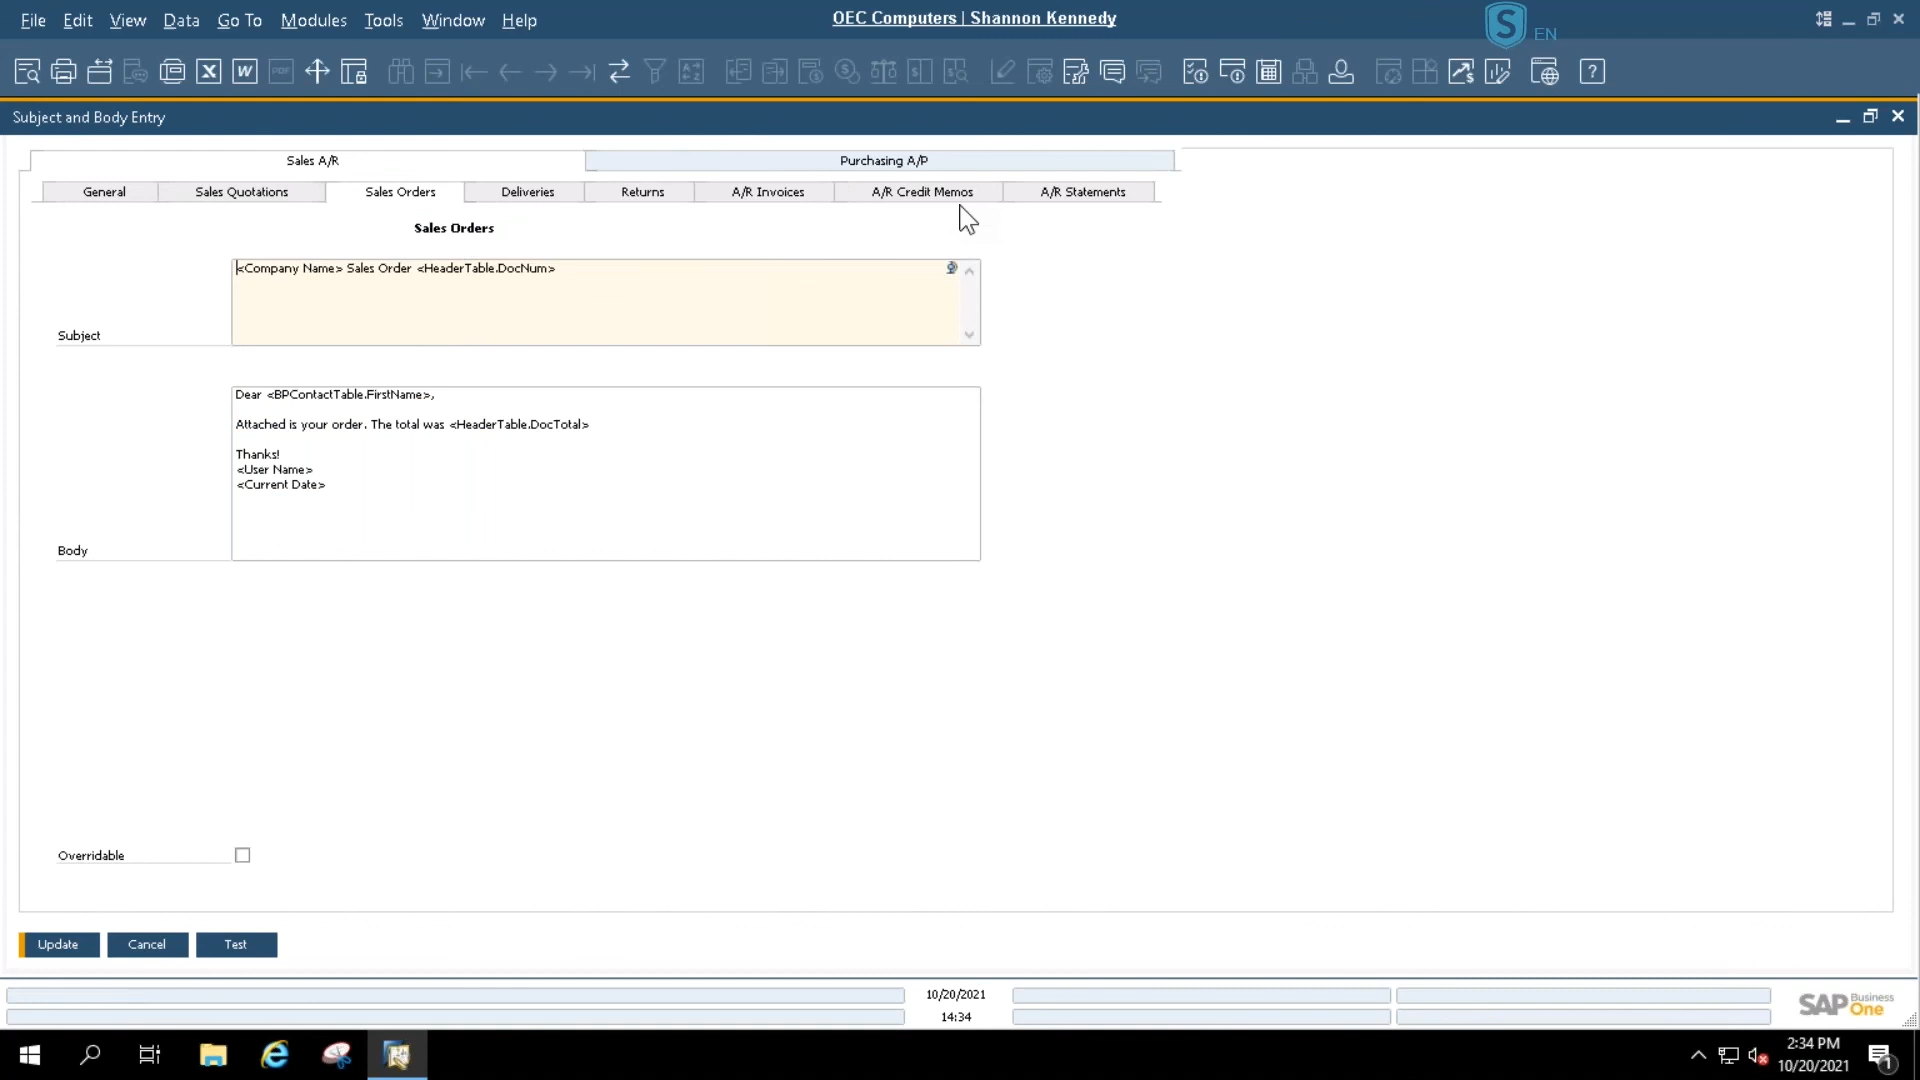 File Edit View Data Go To Modules Tools Window Help
OEC Computers | Shannon Kennedy
S EN
X W PDF
?
Subject and Body Entry
Sales A/R Purchasing A/P
General Sales Quotations Sales Orders Deliveries Returns A/R Invoices A/R Credit Memos A/R Statements
Sales Orders
<Company Name> Sales Order <HeaderTable.DocNum>
Subject
Dear <BPContactTable.FirstName>,
Attached is your order. The total was <HeaderTable.DocTotal>
Thanks!
<User Name>
<Current Date>
Body
Overridable
Update Cancel Test
10/20/2021
14:34
SAP Business One
2:34 PM
10/20/2021
1